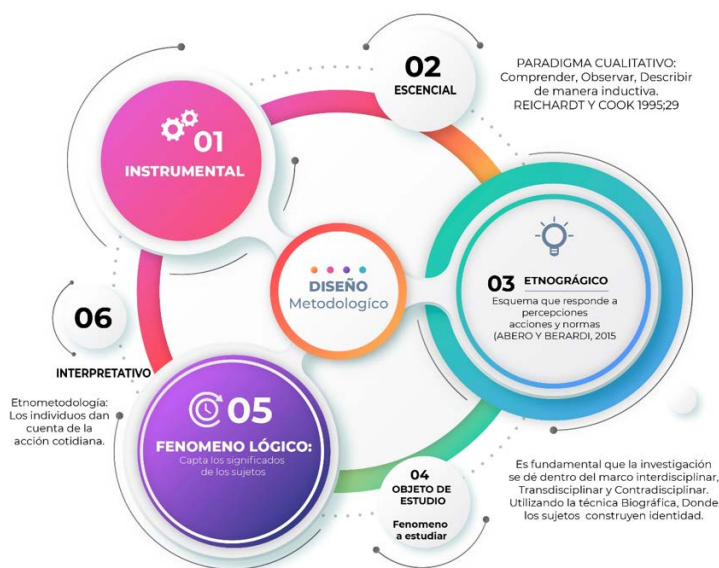 02
ESCENCIAL
PARADIGMA CUALITATIVO:
Comprender, Observar, Describir
de manera inductiva.
REICHARDT Y COOK 1995;29
01
INSTRUMENTAL
DISEÑO
Metodologíco
03 ETNOGRÁGICO
Esquema que responde a
percepciones
acciones y normas
(ABERO Y BERARDI, 2015
06
INTERPRETATIVO
Etnometodología:
Los individuos dan
cuenta de la
acción cotidiana.
05
FENOMENO LÓGICO:
Capta los significados
de los sujetos
04
OBJETO DE
ESTUDIO
Fenomeno
a estudiar
Es fundamental que la investigación
se dé dentro del marco interdisciplinar,
Transdisciplinar y Contradisciplinar.
Utilizando la técnica Biográfica, Donde
los sujetos construyen identidad.